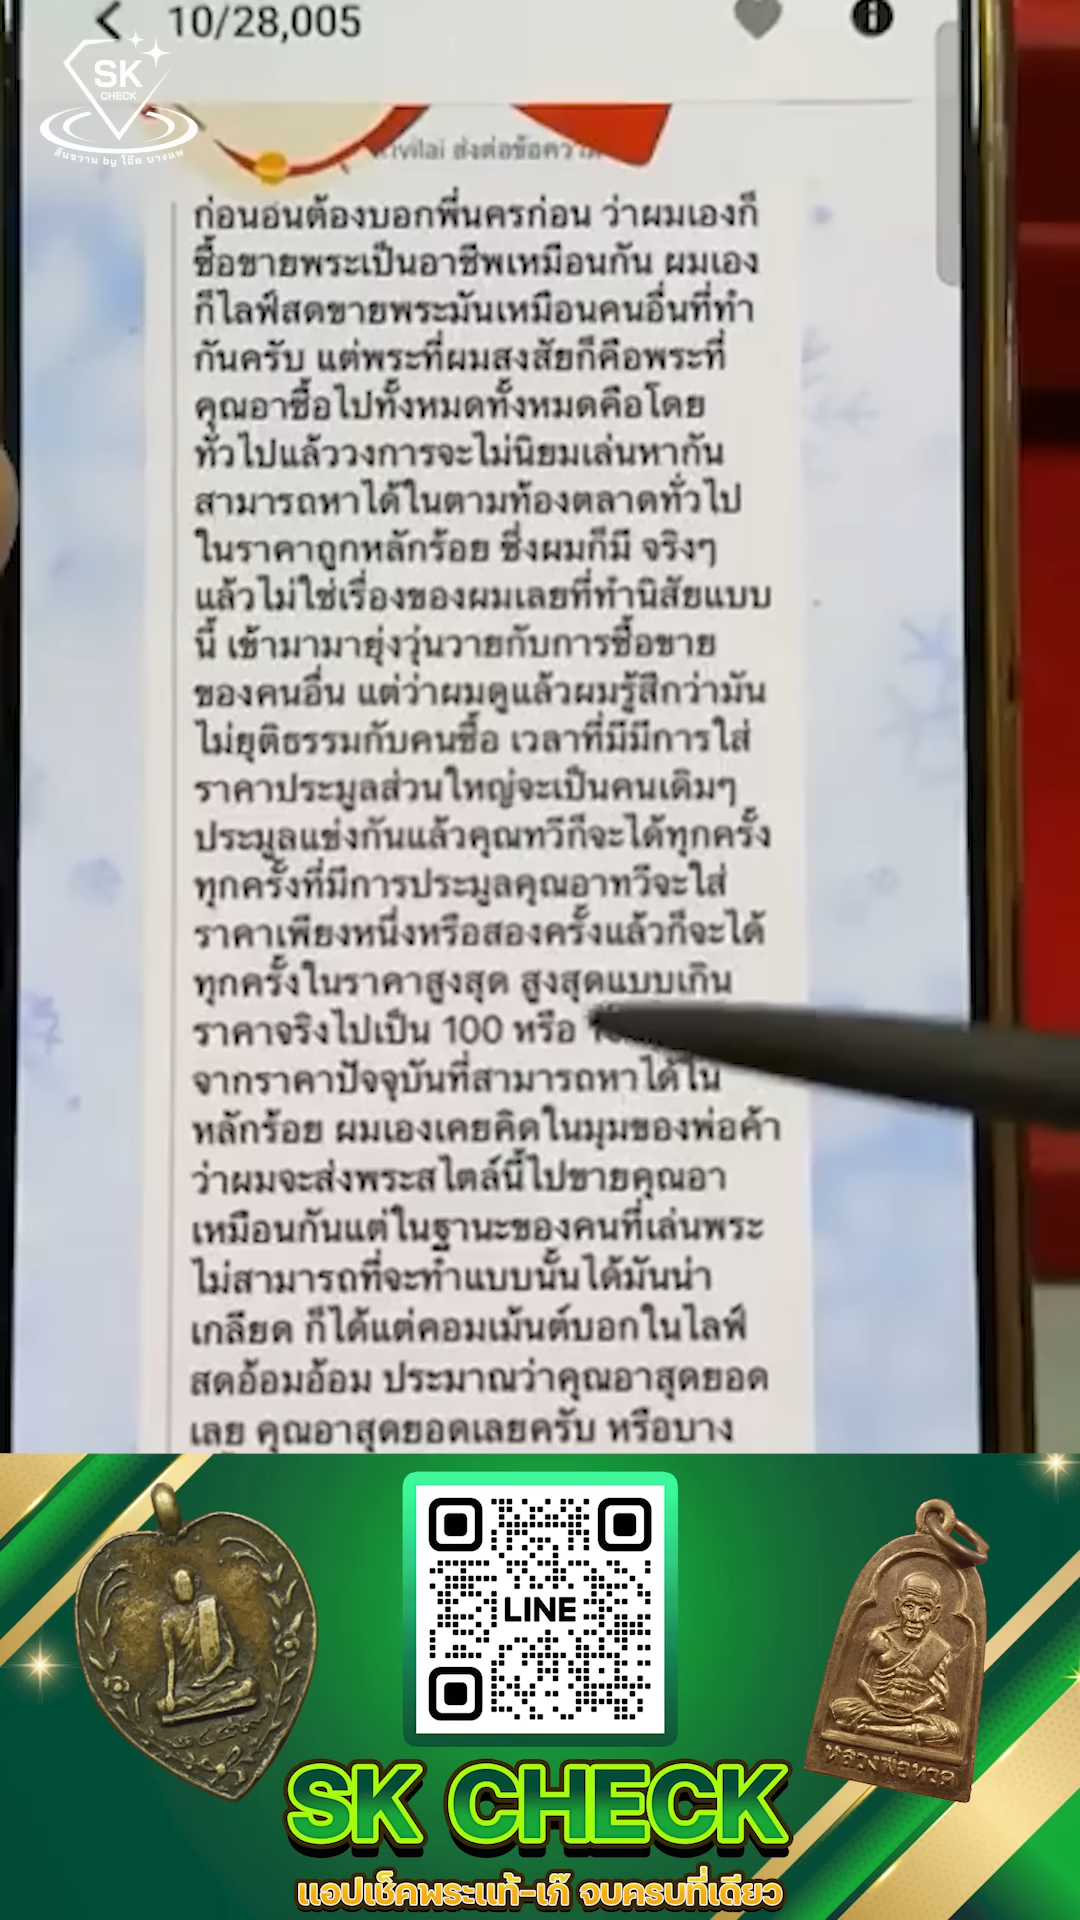 10/28,005
SK
CHECK
สันขวาน by โอ๊ต บางแพ
ivilai ส่งต่อข้อความ
ก่อนอื่นต้องบอกพี่นครก่อน ว่าผมเองก็
ซื้อขายพระเป็นอาชีพเหมือนกัน ผมเอง
ก็ไลฟ์สดขายพระมันเหมือนคนอื่นที่ทำ
กันครับ แต่พระที่ผมสงสัยก็คือพระที่
คุณอาซื้อไปทั้งหมดทั้งหมดคือโดย
ทั่วไปแล้ววงการจะไม่นิยมเล่นหากัน
สามารถหาได้ในตามท้องตลาดทั่วไป
ในราคาถูกหลักร้อย ซึ่งผมก็มี จริงๆ
แล้วไม่ใช่เรื่องของผมเลยที่ทำนิสัยแบบ
นี้ เข้ามามายุ่งวุ่นวายกับการซื้อขาย
ของคนอื่น แต่ว่าผมดูแล้วผมรู้สึกว่ามัน
ไม่ยุติธรรมกับคนซื้อ เวลาที่มีมีการใส่
ราคาประมูลส่วนใหญ่จะเป็นคนเดิมๆ
ประมูลแข่งกันแล้วคุณทวีก็จะได้ทุกครั้ง
ทุกครั้งที่มีการประมูลคุณอาทวีจะใส่
ราคาเพียงหนึ่งหรือสองครั้งแล้วก็จะได้
ทุกครั้งในราคาสูงสุด สูงสุดแบบเกิน
ราคาจริงไปเป็น 100 หรือ
จากราคาปัจจุบันที่สามารถหาได้ใน
หลักร้อย ผมเองเคยคิดในมุมของพ่อค้า
ว่าผมจะส่งพระสไตล์นี้ไปขายคุณอา
เหมือนกันแต่ในฐานะของคนที่เล่นพระ
ไม่สามารถที่จะทำแบบนั้นได้มันน่า
เกลียด ก็ได้แต่คอมเม้นต์บอกในไลฟ์
สดอ้อมอ้อม ประมาณว่าคุณอาสุดยอด
เลย คุณอาสุดยอดเลยครับ หรือบาง
LINE
หลวงพ่อทวด
SK CHECK
แอปเช็คพระแท้-เก๊ จบครบที่เดียว